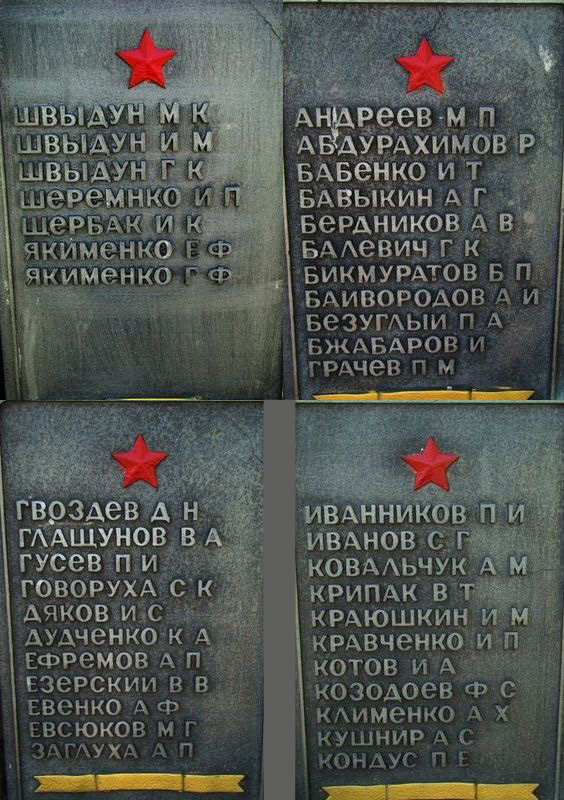 ШВЫДУН М К
ШВЫДУН И М
ШВЫДУН Г К
ШЕРЕМНКО И П
ЩЕРБАК И К
ЯКИМЕНКО Е Ф
ЯКИМЕНКО Г Ф
АНДРЕЕВ М П
АБДУРАХИМОВ Р
БАБЕНКО И Т
БАВЫКИН А Г
БЕРДНИКОВ А В
БАЛЕВИЧ Г К
БИКМУРАТОВ Б П
БАИВОРОДОВ А И
БЕЗУГЛЫЙ П А
БЖАБАРОВ И
ГРАЧЕВ П М
ГВОЗДЕВ Д Н
ГЛАЩУНОВ В А
ГУСЕВ П И
ГОВОРУХА С К
ДЯКОВ И С
ДУДЧЕНКО К А
ЕФРЕМОВ А П
ЕЗЕРСКИИ В В
ЕВЕНКО А Ф
ЕВСЮКОВ М Г
ЗАГЛУХА А П
ИВАННИКОВ П И
ИВАНОВ С Г
КОВАЛЬЧУК А М
КРИПАК В Т
КРАЮШКИН И М
КРАВЧЕНКО И П
КОТОВ И А
КОЗОДОЕВ Ф С
КЛИМЕНКО А Х
КУШНИР А С
КОНДУС П Е